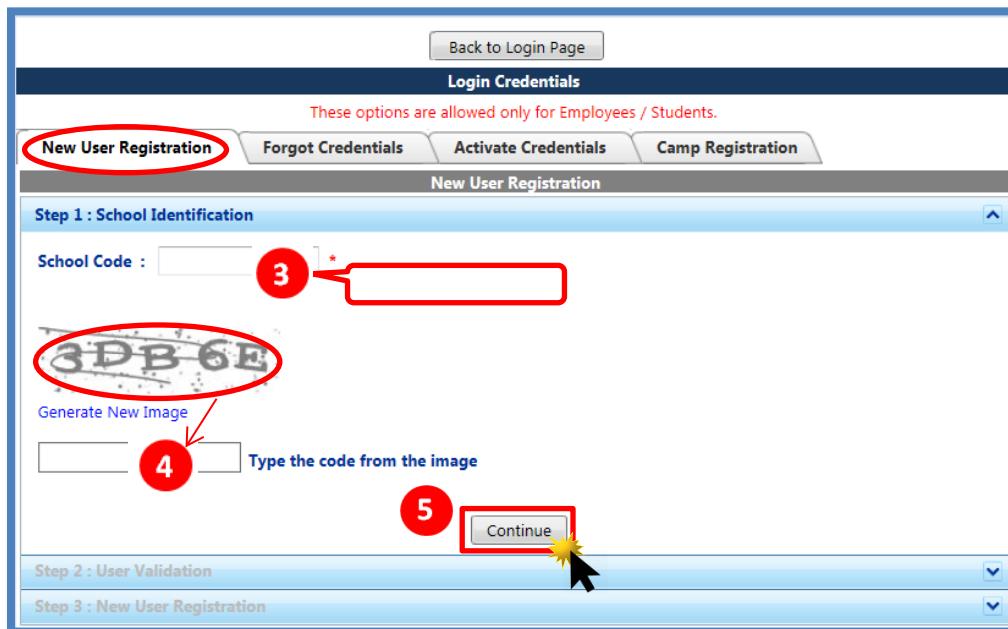 Back to Login Page
Login Credentials
These options are allowed only for Employees / Students.
New User Registration Forgot Credentials Activate Credentials Camp Registration
New User Registration
Step 1 : School Identification
School Code : *
3
3DB 6E
Generate New Image
4 Type the code from the image
5
Continue
Step 2 : User Validation
Step 3 : New User Registration